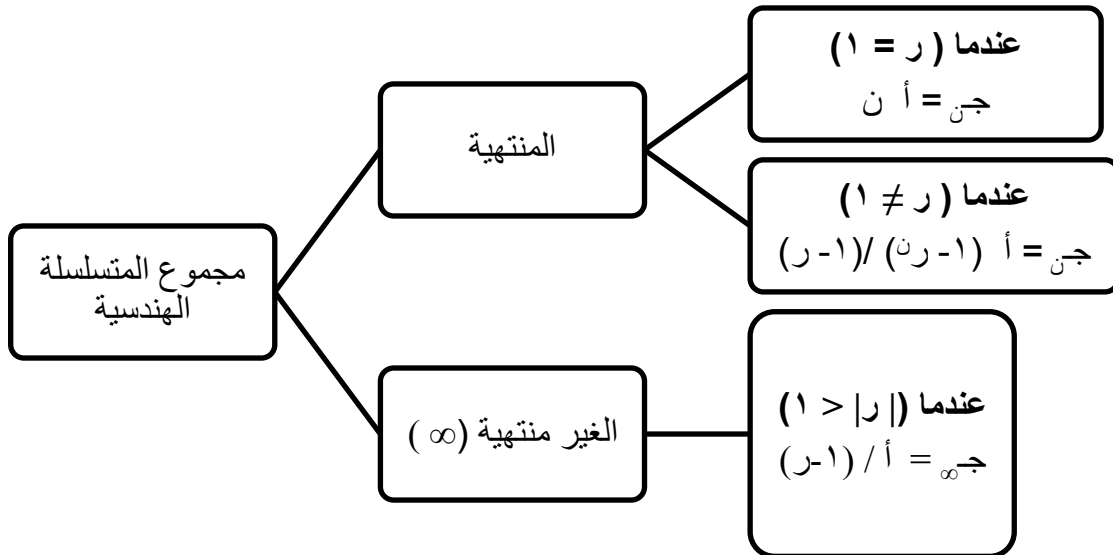 مجموع المتسلسلة
الهندسية
المنتهية
عندما ( ر = ١)
جـن = أ ن
عندما ( ر ≠ ١)
جـن = أ (١- رن) /(١- ر)
الغير منتهية (∞ )
عندما (| ر| < ١)
جـ∞ = أ / (١-ر)